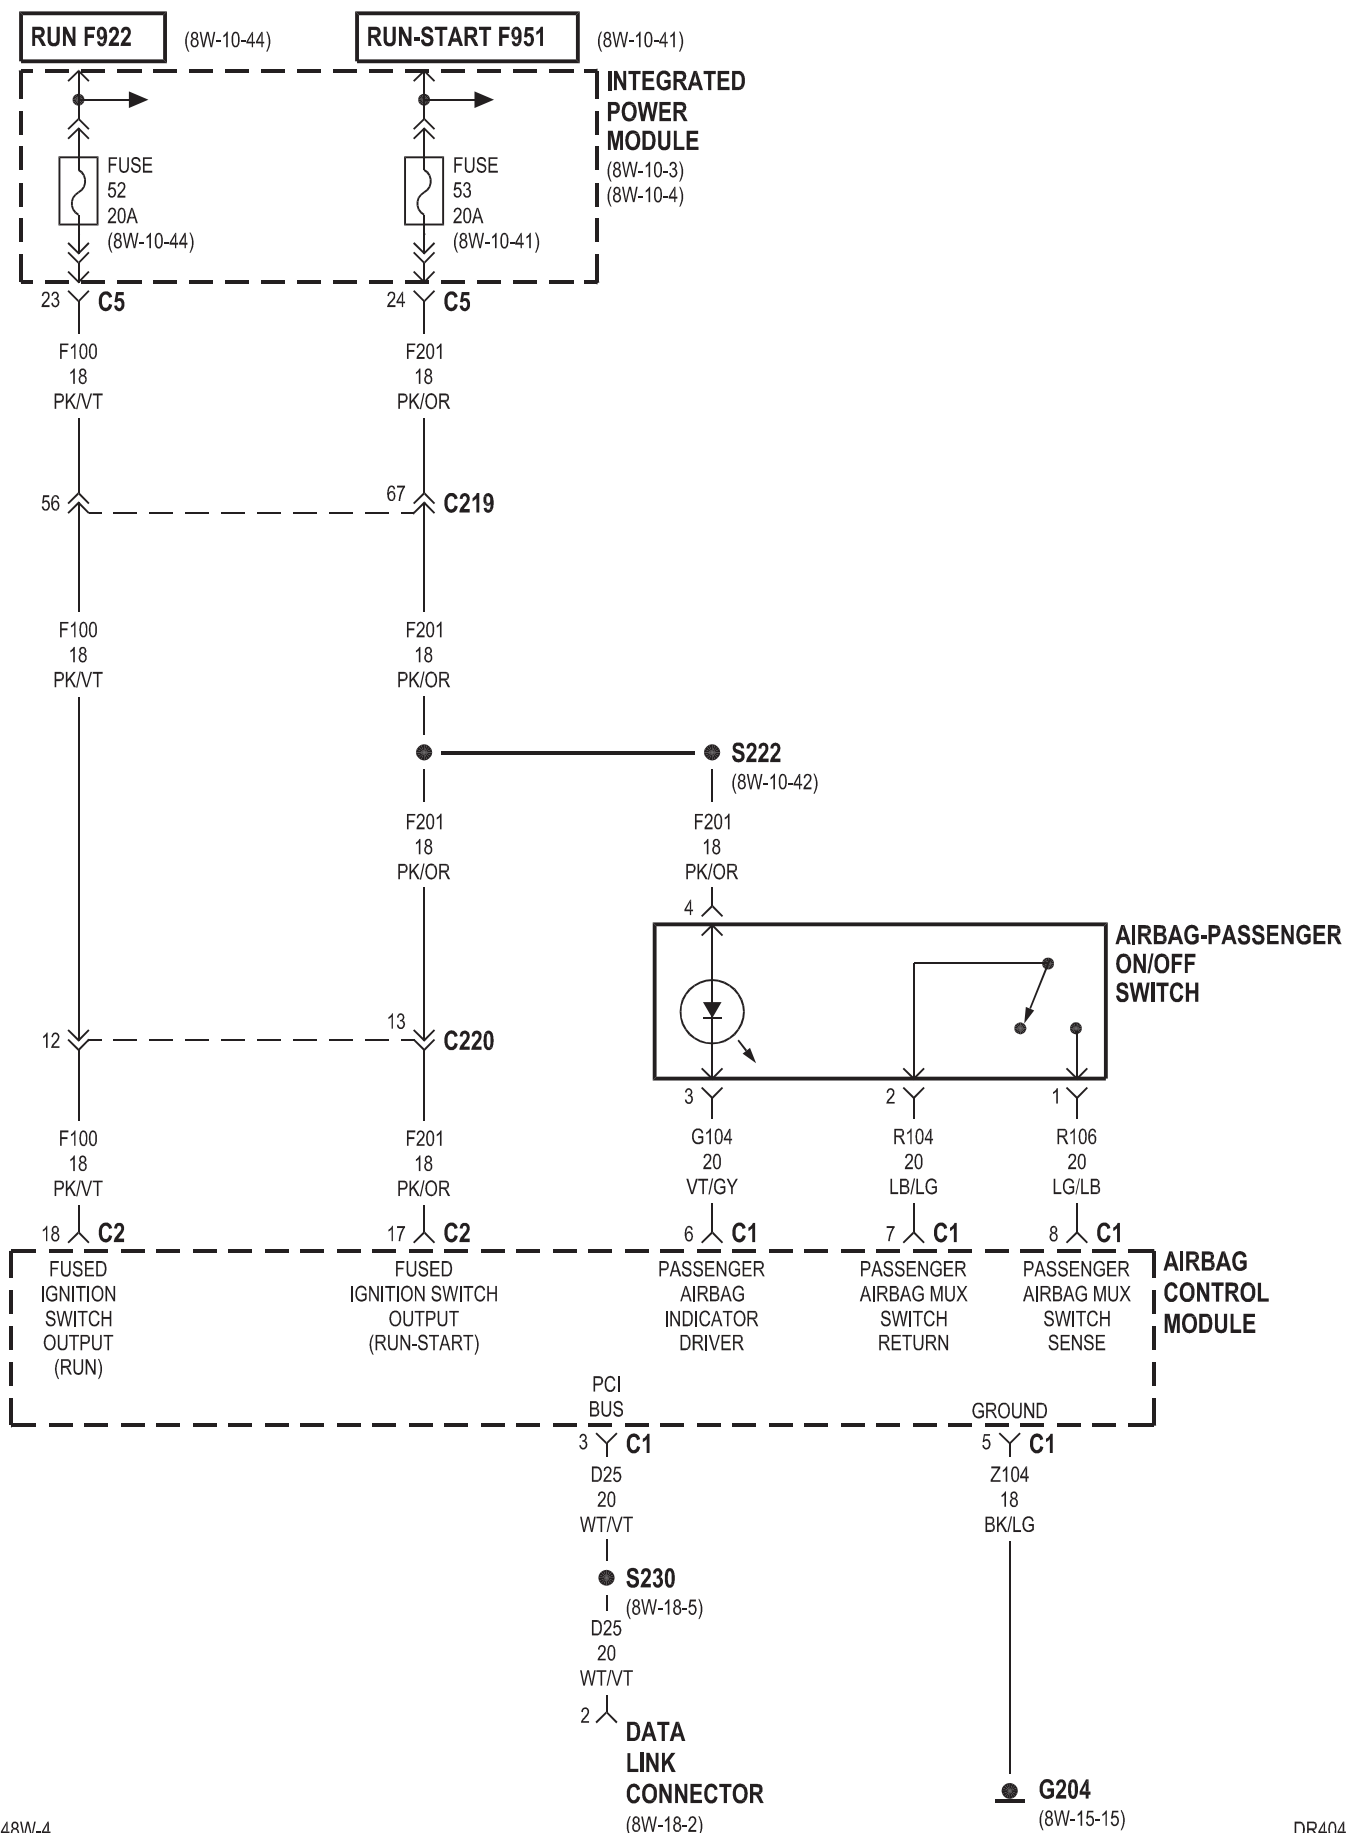 RUN F922 (8W-10-44) RUN-START F951 (8W-10-41)
INTEGRATED
POWER
MODULE
(8W-10-3)
(8W-10-4)
FUSE
52
20A
(8W-10-44)
FUSE
53
20A
(8W-10-41)
23 C5
24 C5
F100
18
PK/VT
F201
18
PK/OR
56
67 C219
F100
18
PK/VT
F201
18
PK/OR
S222
(8W-10-42)
F201
18
PK/OR
F201
18
PK/OR
4
AIRBAG-PASSENGER
ON/OFF
SWITCH
12
13 C220
3
2
1
F100
18
PK/VT
F201
18
PK/OR
G104
20
VT/GY
R104
20
LB/LG
R106
20
LG/LB
18 C2
17 C2
6 C1
7 C1
8 C1
FUSED
IGNITION
SWITCH
OUTPUT
(RUN)
FUSED
IGNITION SWITCH
OUTPUT
(RUN-START)
PASSENGER
AIRBAG
INDICATOR
DRIVER
PASSENGER
AIRBAG MUX
SWITCH
RETURN
PASSENGER
AIRBAG MUX
SWITCH
SENSE
AIRBAG
CONTROL
MODULE
PCI
BUS
GROUND
3 C1
5 C1
D25
20
WT/VT
Z104
18
BK/LG
S230
(8W-18-5)
D25
20
WT/VT
2
DATA
LINK
CONNECTOR
(8W-18-2)
G204
(8W-15-15)
48W-4
DR404